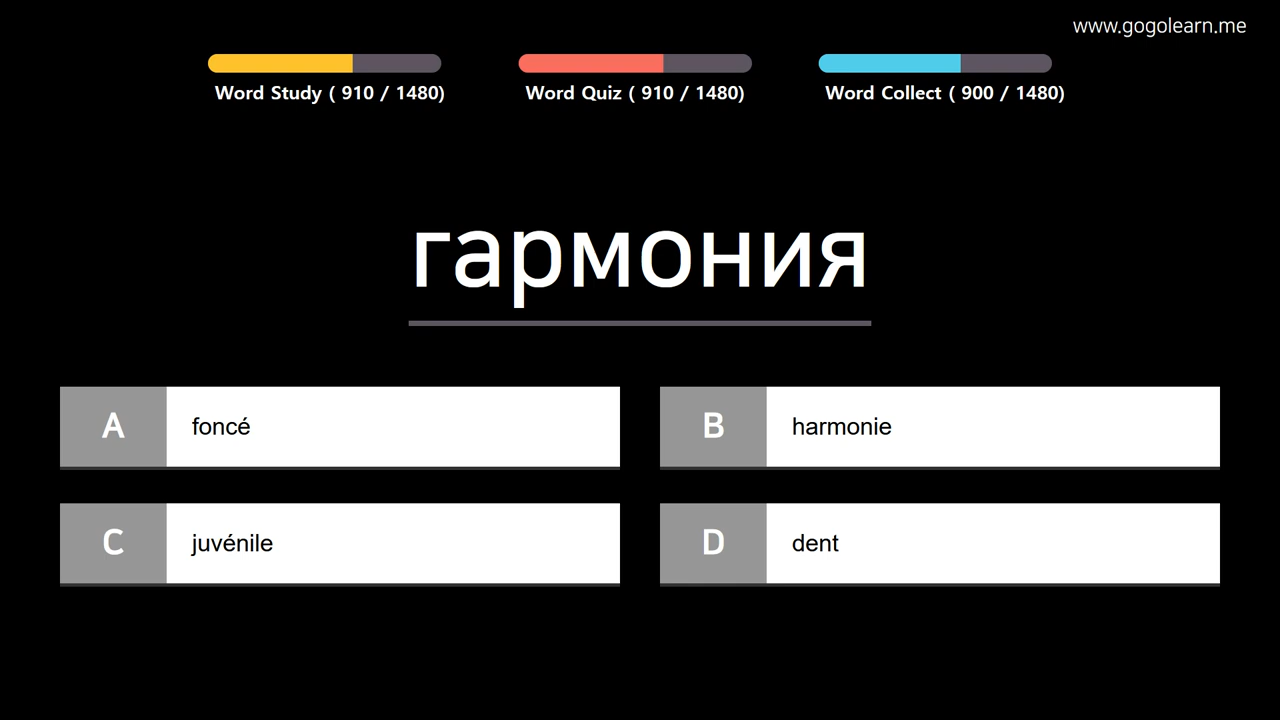 www.gogolearn.me
Word Study ( 910 / 1480)
Word Quiz ( 910 / 1480)
Word Collect ( 900 / 1480)
гармония
A foncé
B harmonie
C juvénile
D dent